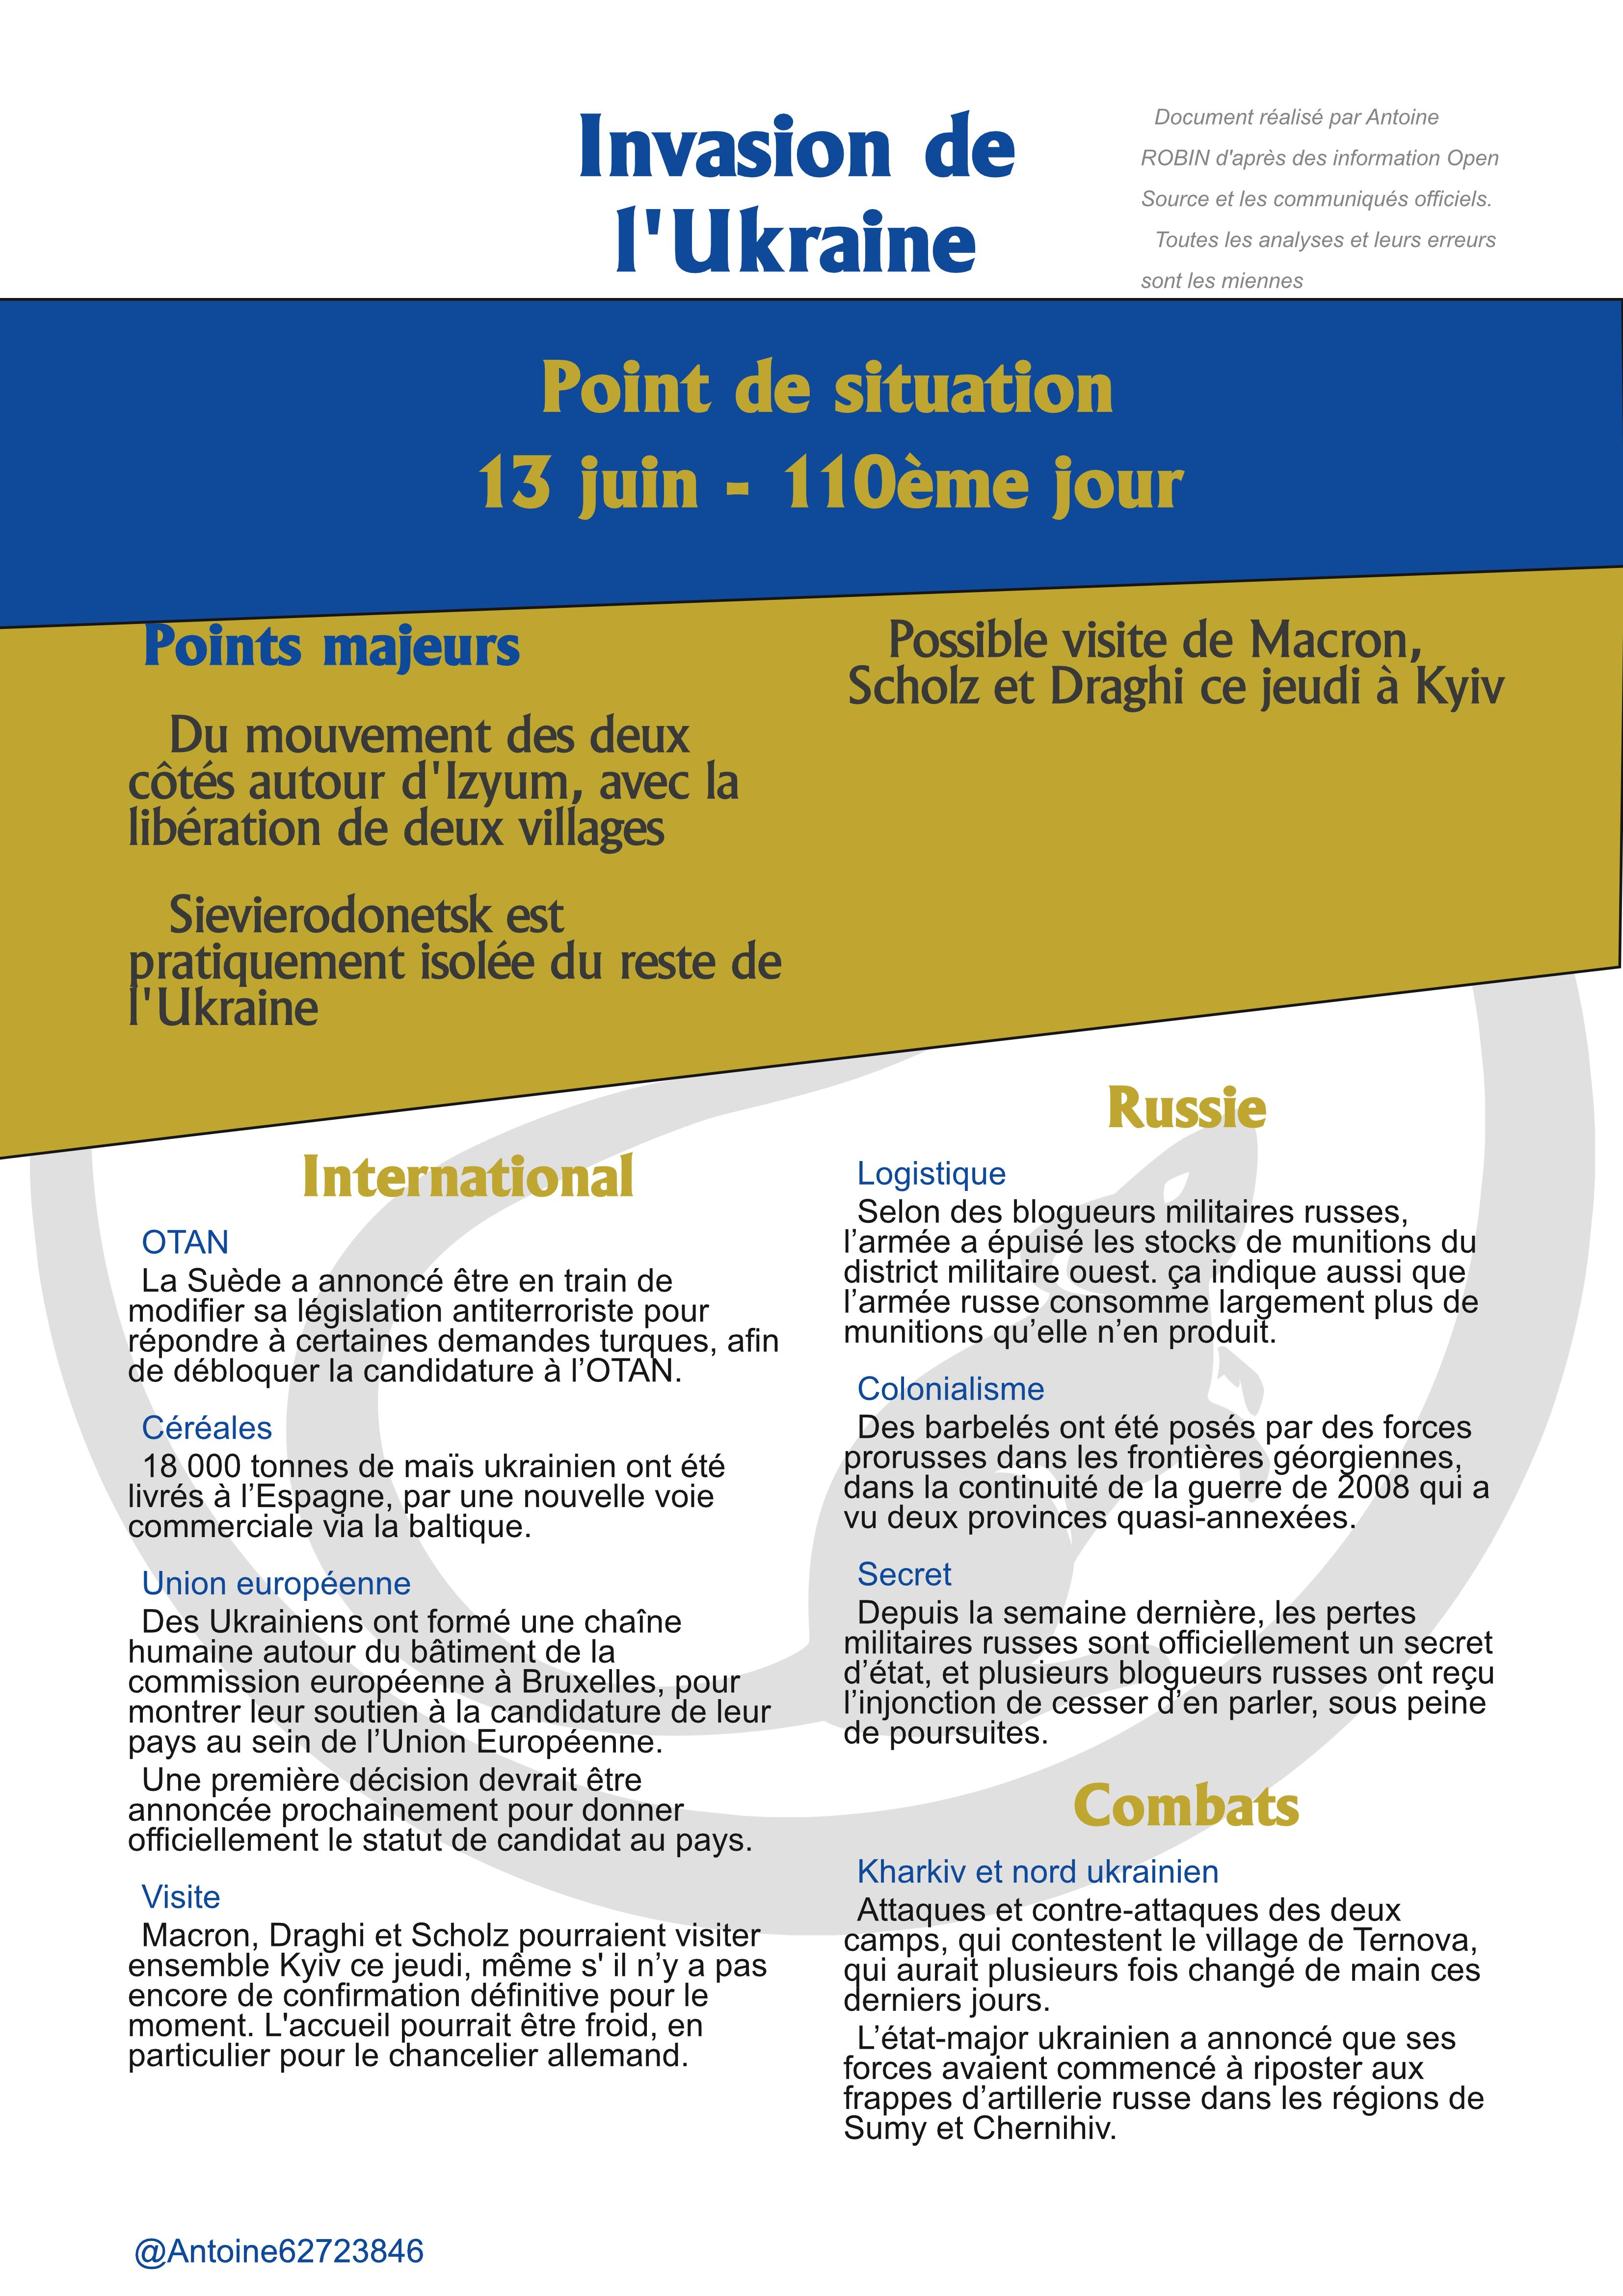 Invasion de
l'Ukraine
Document réalisé par Antoine
ROBIN d'après des information Open
Source et les communiqués officiels.
Toutes les analyses et leurs erreurs
sont les miennes
Point de situation
13 juin - 110ème jour
Points majeurs
Du mouvement des deux
côtés autour d'Izyum, avec la
libération de deux villages
Sievierodonetsk est
pratiquement isolée du reste de
l'Ukraine
Possible visite de Macron,
Scholz et Draghi ce jeudi à Kyiv
International
OTAN
La Suède a annoncé être en train de
modifier sa législation antiterroriste pour
répondre à certaines demandes turques, afin
de débloquer la candidature à l’OTAN.
Céréales
18 000 tonnes de maïs ukrainien ont été
livrés à l’Espagne, par une nouvelle voie
commerciale via la baltique.
Union européenne
Des Ukrainiens ont formé une chaîne
humaine autour du bâtiment de la
commission européenne à Bruxelles, pour
montrer leur soutien à la candidature de leur
pays au sein de l’Union Européenne.
Une première décision devrait être
annoncée prochainement pour donner
officiellement le statut de candidat au pays.
Visite
Macron, Draghi et Scholz pourraient visiter
ensemble Kyiv ce jeudi, même s' il n’y a pas
encore de confirmation définitive pour le
moment. L'accueil pourrait être froid, en
particulier pour le chancelier allemand.
Russie
Logistique
Selon des blogueurs militaires russes,
l’armée a épuisé les stocks de munitions du
district militaire ouest. ça indique aussi que
l’armée russe consomme largement plus de
munitions qu’elle n’en produit.
Colonialisme
Des barbelés ont été posés par des forces
prorusses dans les frontières géorgiennes,
dans la continuité de la guerre de 2008 qui a
vu deux provinces quasi-annexées.
Secret
Depuis la semaine dernière, les pertes
militaires russes sont officiellement un secret
d’état, et plusieurs blogueurs russes ont reçu
l’injonction de cesser d’en parler, sous peine
de poursuites.
Combats
Kharkiv et nord ukrainien
Attaques et contre-attaques des deux
camps, qui contestent le village de Ternova,
qui aurait plusieurs fois changé de main ces
derniers jours.
L’état-major ukrainien a annoncé que ses
forces avaient commencé à riposter aux
frappes d’artillerie russe dans les régions de
Sumy et Chernihiv.
@Antoine62723846